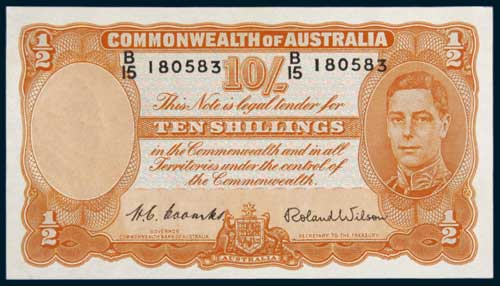 1/2 COMMONWEALTH OF AUSTRALIA 1/2
B/15 180583 B/15 180583
10/-
This Note is legal tender for
TEN SHILLINGS
in the Commonwealth and in all
Territories under the control of
the Commonwealth.
H.C. Coombs Roland Wilson
GOVERNOR SECRETARY TO THE TREASURY
COMMONWEALTH BANK OF AUSTRALIA
AUSTRALIA
1/2 1/2